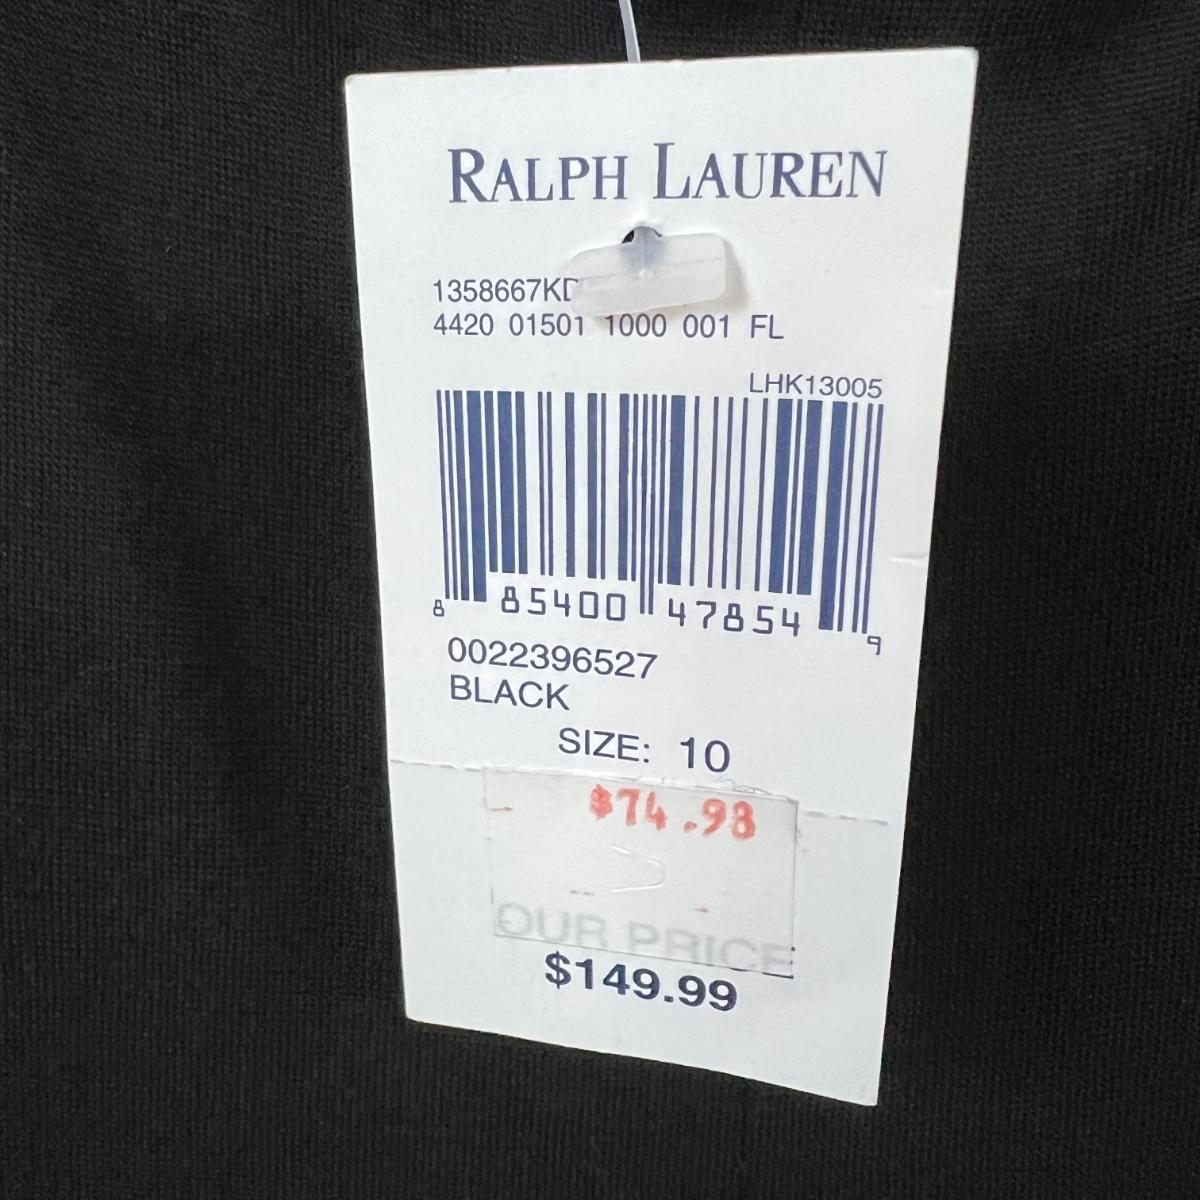 RALPH LAUREN
1358667KD
4420 01501 1000 001 FL
LHK13005
8 85400 47854 9
0022396527
BLACK
SIZE: 10
$74.98
OUR PRICE
$149.99